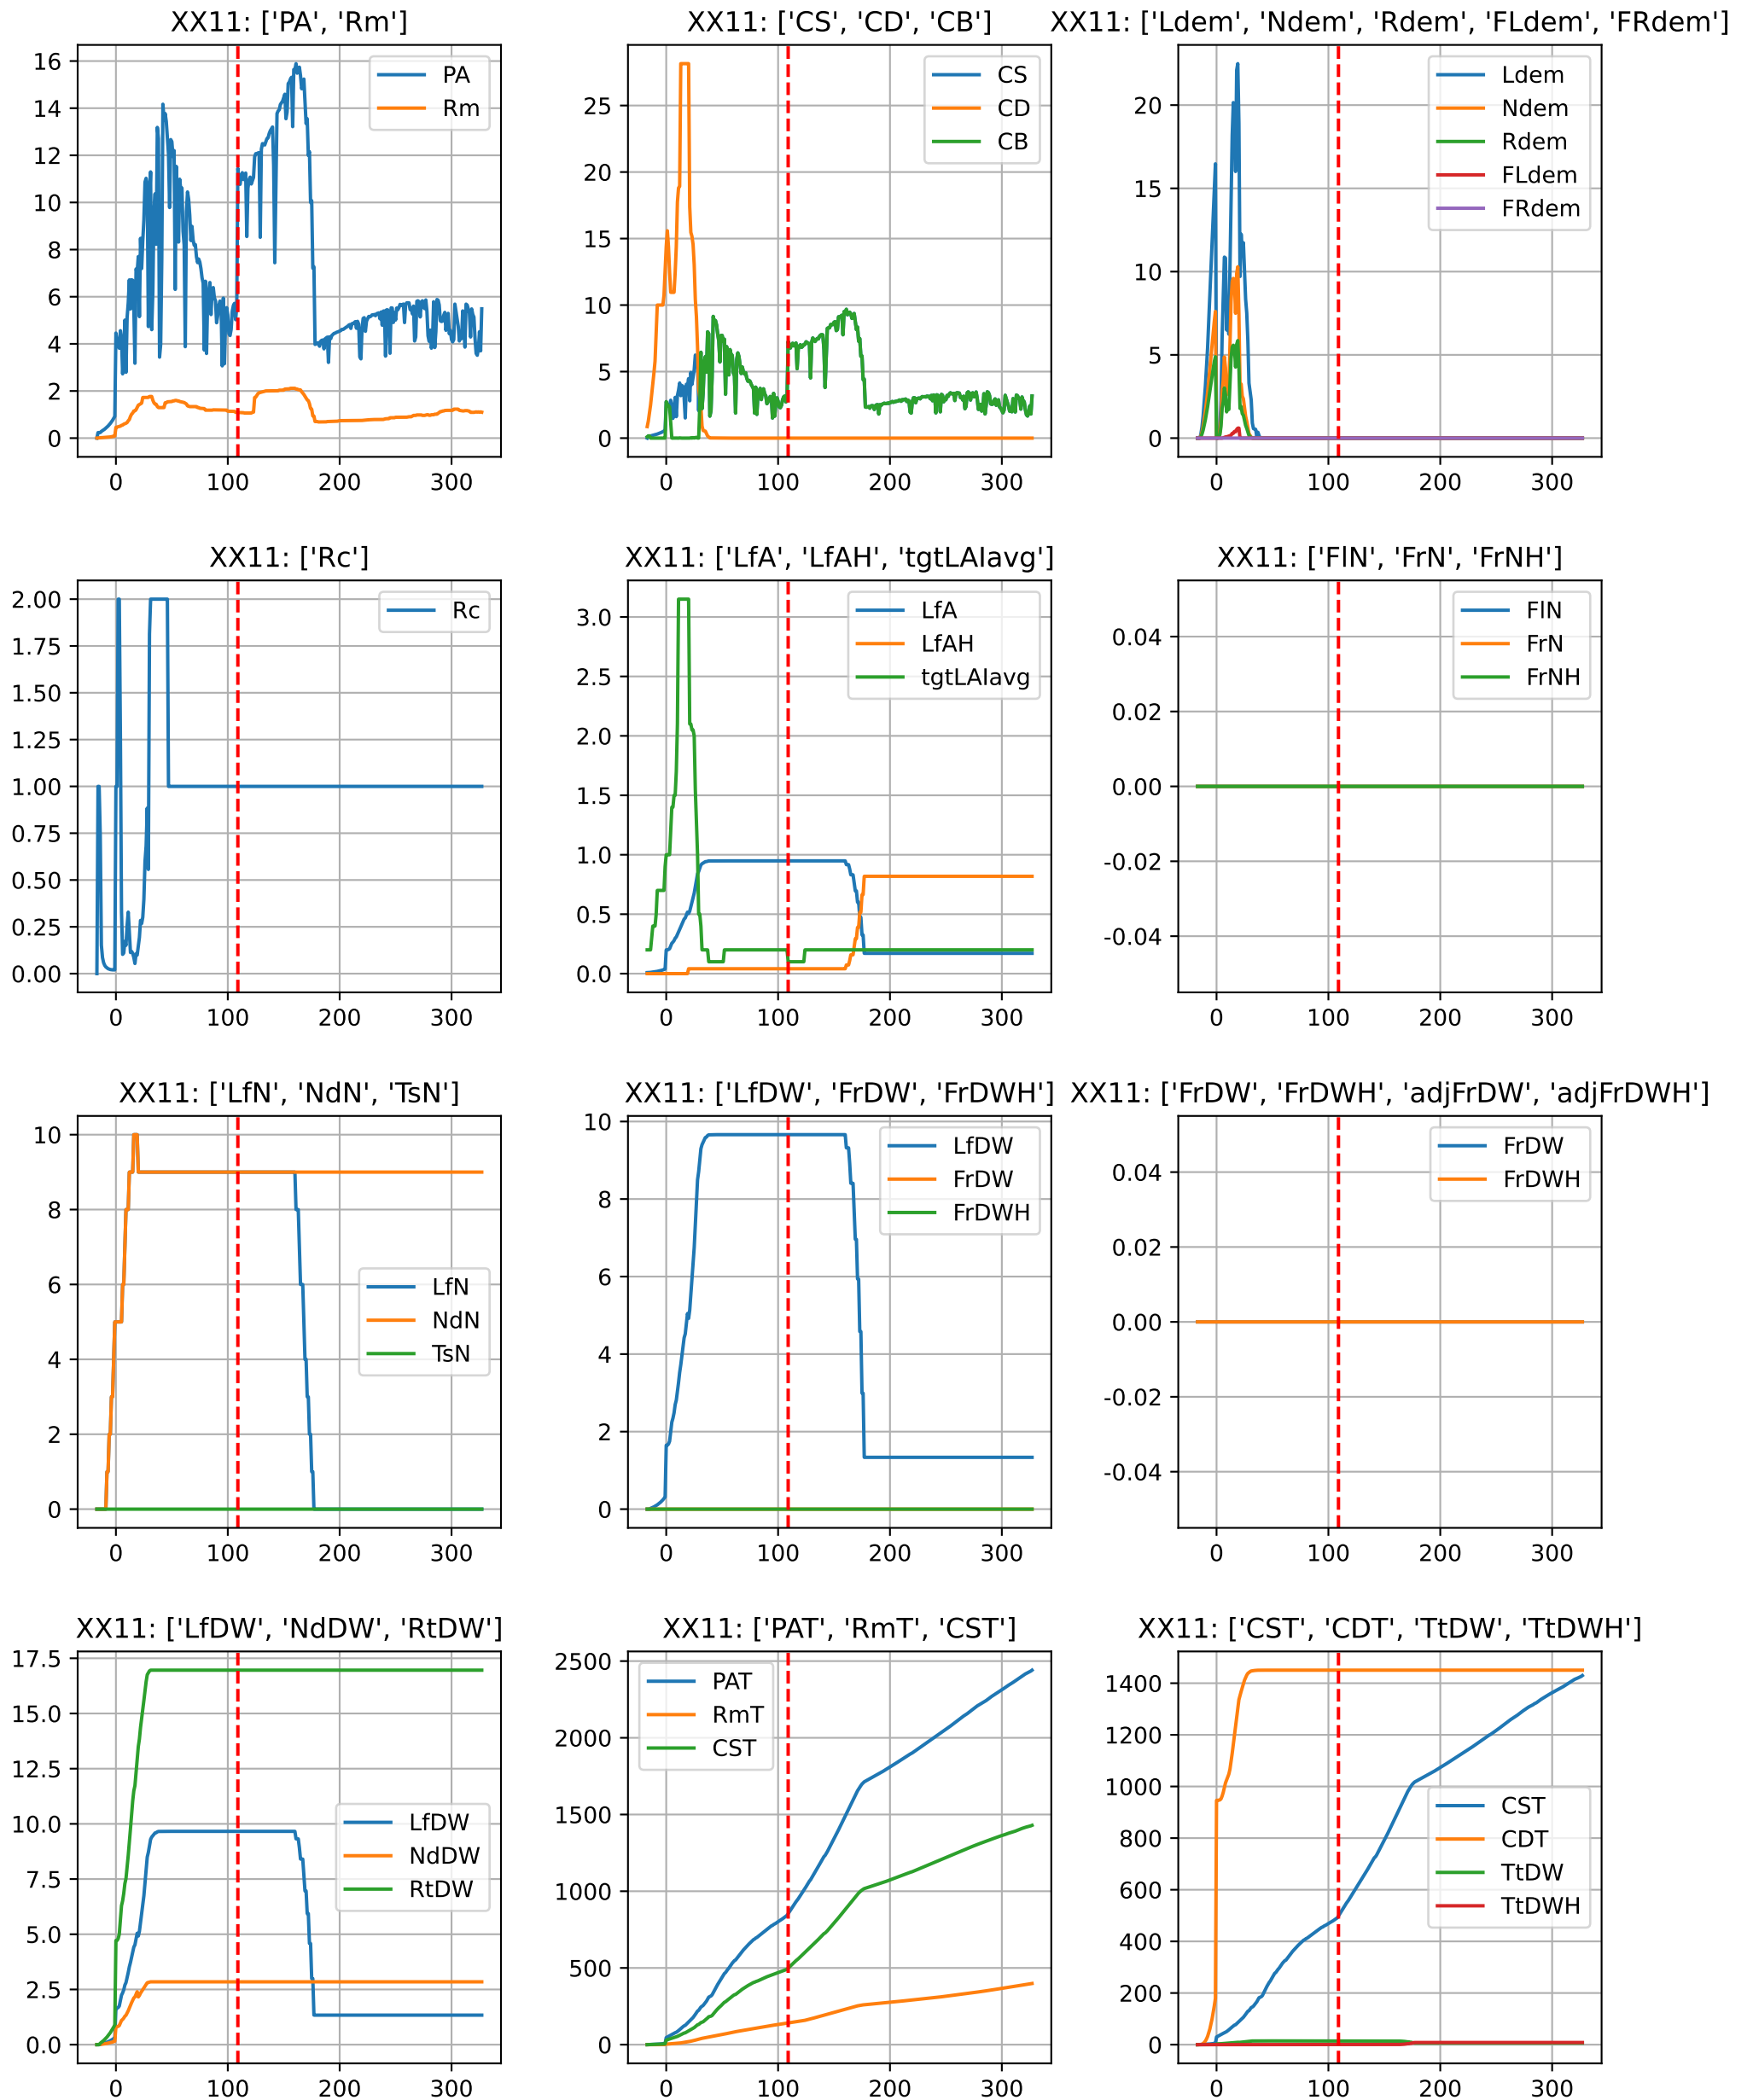 XX11: ['PA', 'Rm']
16
14
12
10
8
6
4
2
0
0 100 200 300
PA
Rm
XX11: ['CS', 'CD', 'CB']
25
20
15
10
5
0
0 100 200 300
CS
CD
CB
XX11: ['Ldem', 'Ndem', 'Rdem', 'FLdem', 'FRdem']
20
15
10
5
0
0 100 200 300
Ldem
Ndem
Rdem
FLdem
FRdem
XX11: ['Rc']
2.00
1.75
1.50
1.25
1.00
0.75
0.50
0.25
0.00
0 100 200 300
Rc
XX11: ['LfA', 'LfAH', 'tgtLAIavg']
3.0
2.5
2.0
1.5
1.0
0.5
0.0
0 100 200 300
LfA
LfAH
tgtLAIavg
XX11: ['FlN', 'FrN', 'FrNH']
0.04
0.02
0.00
-0.02
-0.04
0 100 200 300
FlN
FrN
FrNH
XX11: ['LfN', 'NdN', 'TsN']
10
8
6
4
2
0
0 100 200 300
LfN
NdN
TsN
XX11: ['LfDW', 'FrDW', 'FrDWH']
10
8
6
4
2
0
0 100 200 300
LfDW
FrDW
FrDWH
XX11: ['FrDW', 'FrDWH', 'adjFrDW', 'adjFrDWH']
0.04
0.02
0.00
-0.02
-0.04
0 100 200 300
FrDW
FrDWH
XX11: ['LfDW', 'NdDW', 'RtDW']
17.5
15.0
12.5
10.0
7.5
5.0
2.5
0.0
0 100 200 300
LfDW
NdDW
RtDW
XX11: ['PAT', 'RmT', 'CST']
2500
2000
1500
1000
500
0
0 100 200 300
PAT
RmT
CST
XX11: ['CST', 'CDT', 'TtDW', 'TtDWH']
1400
1200
1000
800
600
400
200
0
0 100 200 300
CST
CDT
TtDW
TtDWH